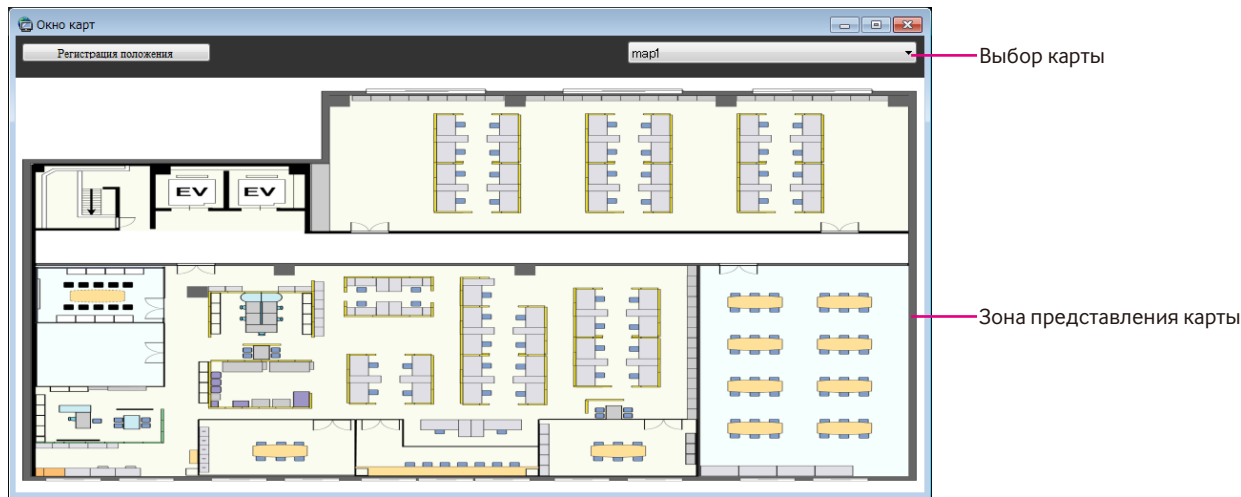 Окно карт
Регистрация положения
map1
Выбор карты
EV EV
Зона представления карты